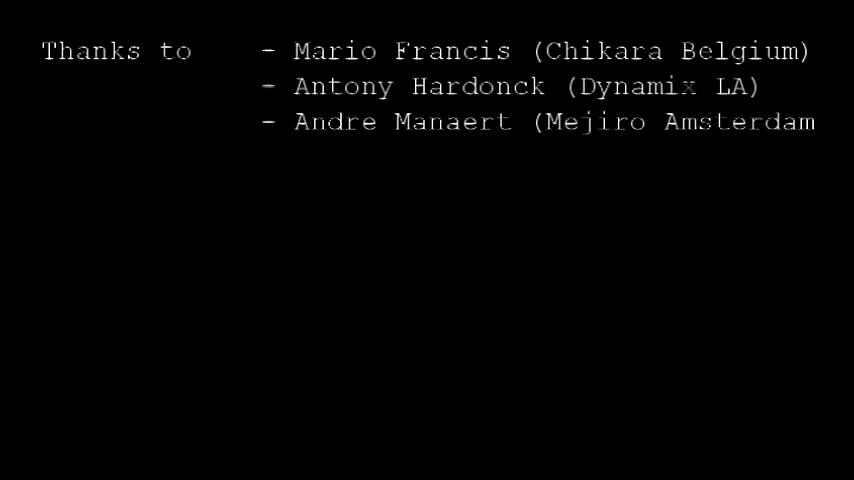 Thanks to - Mario Francis (Chikara Belgium)
- Antony Hardonck (Dynamix LA)
- Andre Manaert (Mejiro Amsterdam